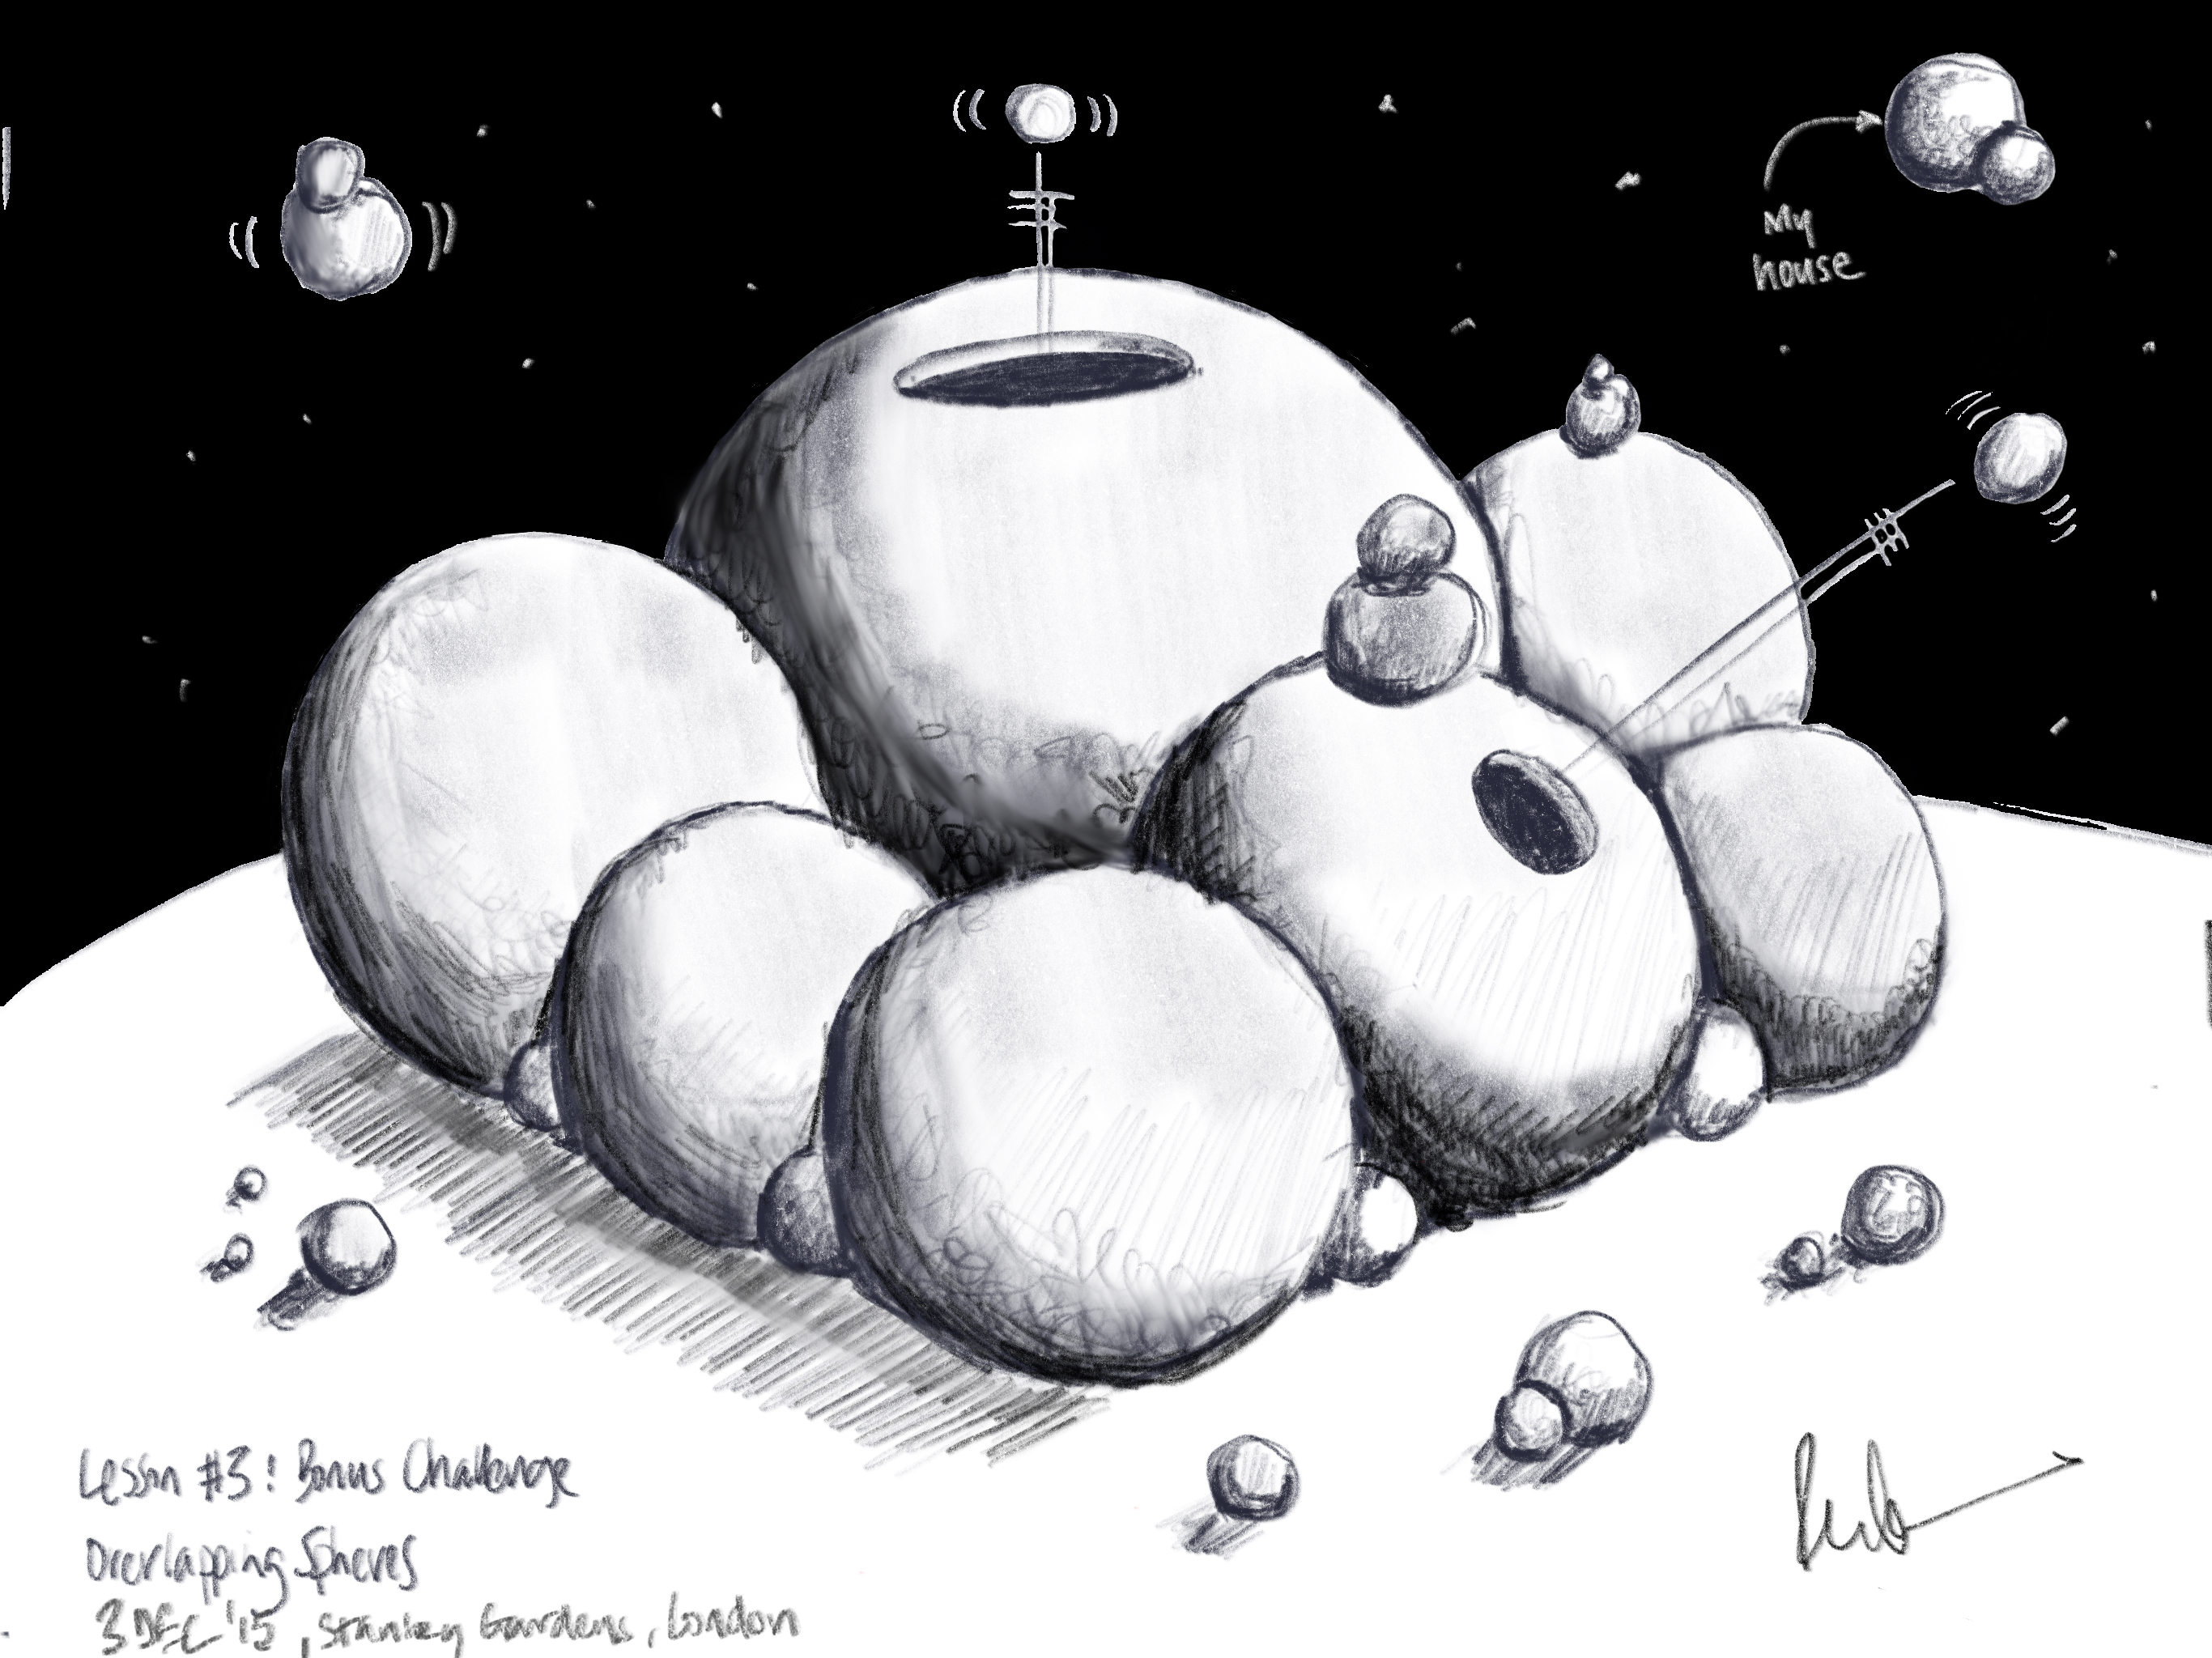 My
house
Lesson #3! Bonus Challenge
Overlapping Spheres
3 DEC '15, Stanley Gardens, London